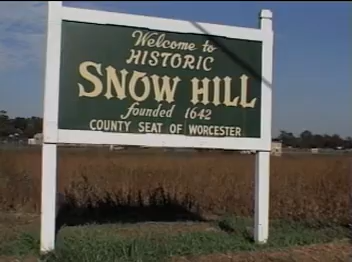 Welcome to
HISTORIC
SNOW HILL
founded 1642
COUNTY SEAT OF WORCESTER